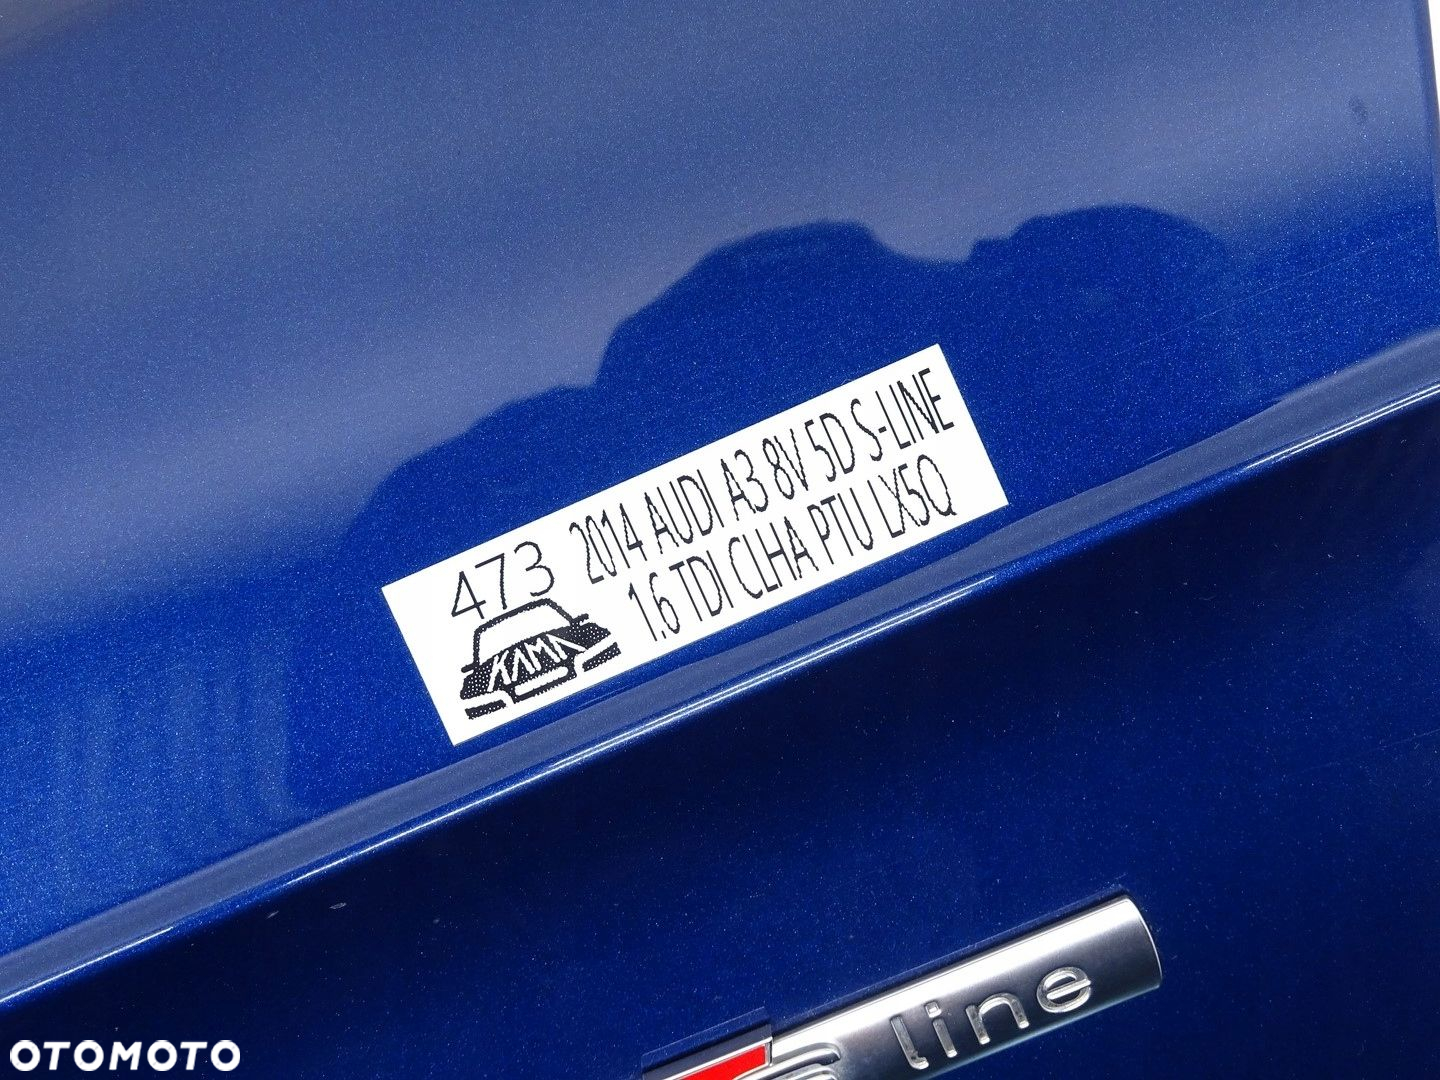 473
2014 AUDI A3 8V 5D S-LINE
1.6 TDI CLHA PTU LX5Q
KAMA
line
OTOMOTO